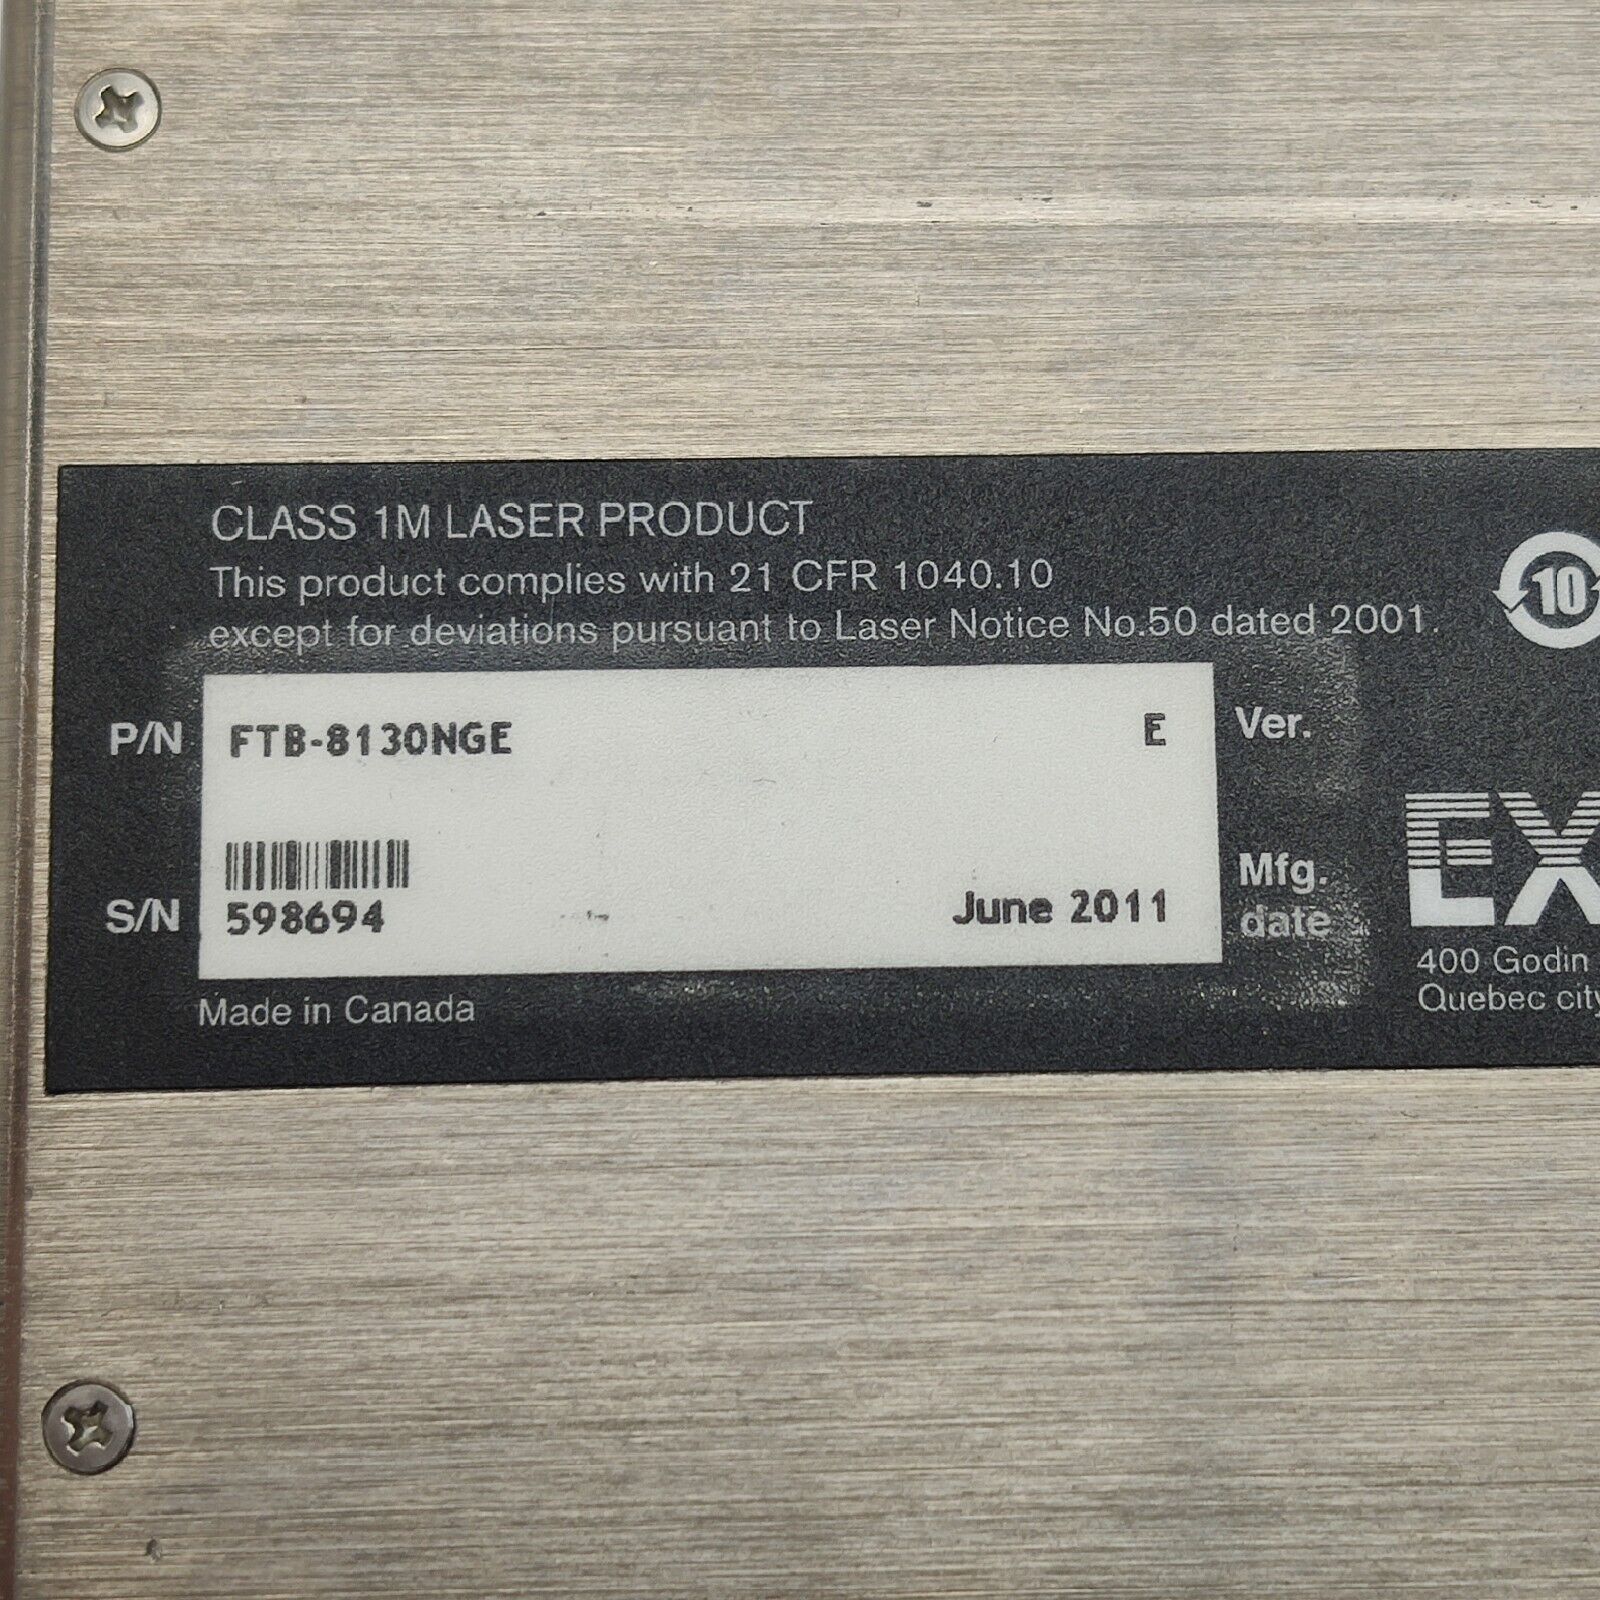 CLASS 1M LASER PRODUCT
This product complies with 21 CFR 1040.10
except for deviations pursuant to Laser Notice No.50 dated 2001.
10
P/N FTB-8130NGE E Ver.
EX
S/N 598694 June 2011 Mfg. date
400 Godin
Quebec city
Made in Canada